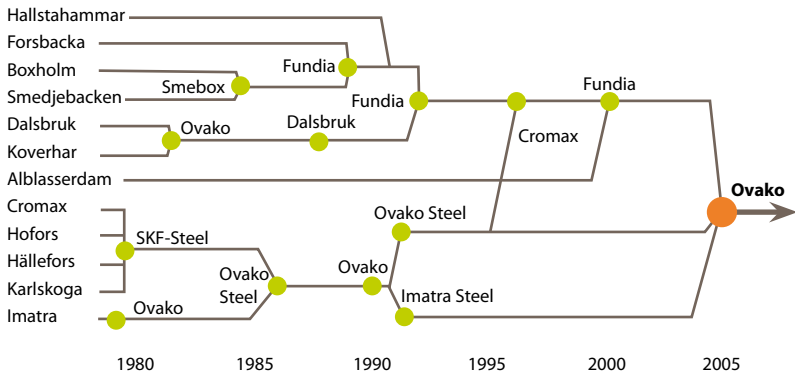 Hallstahammar
Forsbacka
Boxholm
Smedjebacken
Smebox
Fundia
Dalsbruk
Koverhar
Ovako
Dalsbruk
Fundia
Cromax
Fundia
Alblasserdam
Cromax
Hofors
Hällefors
Karlskoga
SKF-Steel
Imatra
Ovako
Ovako
Steel
Ovako
Ovako Steel
Imatra Steel
Ovako
1980
1985
1990
1995
2000
2005